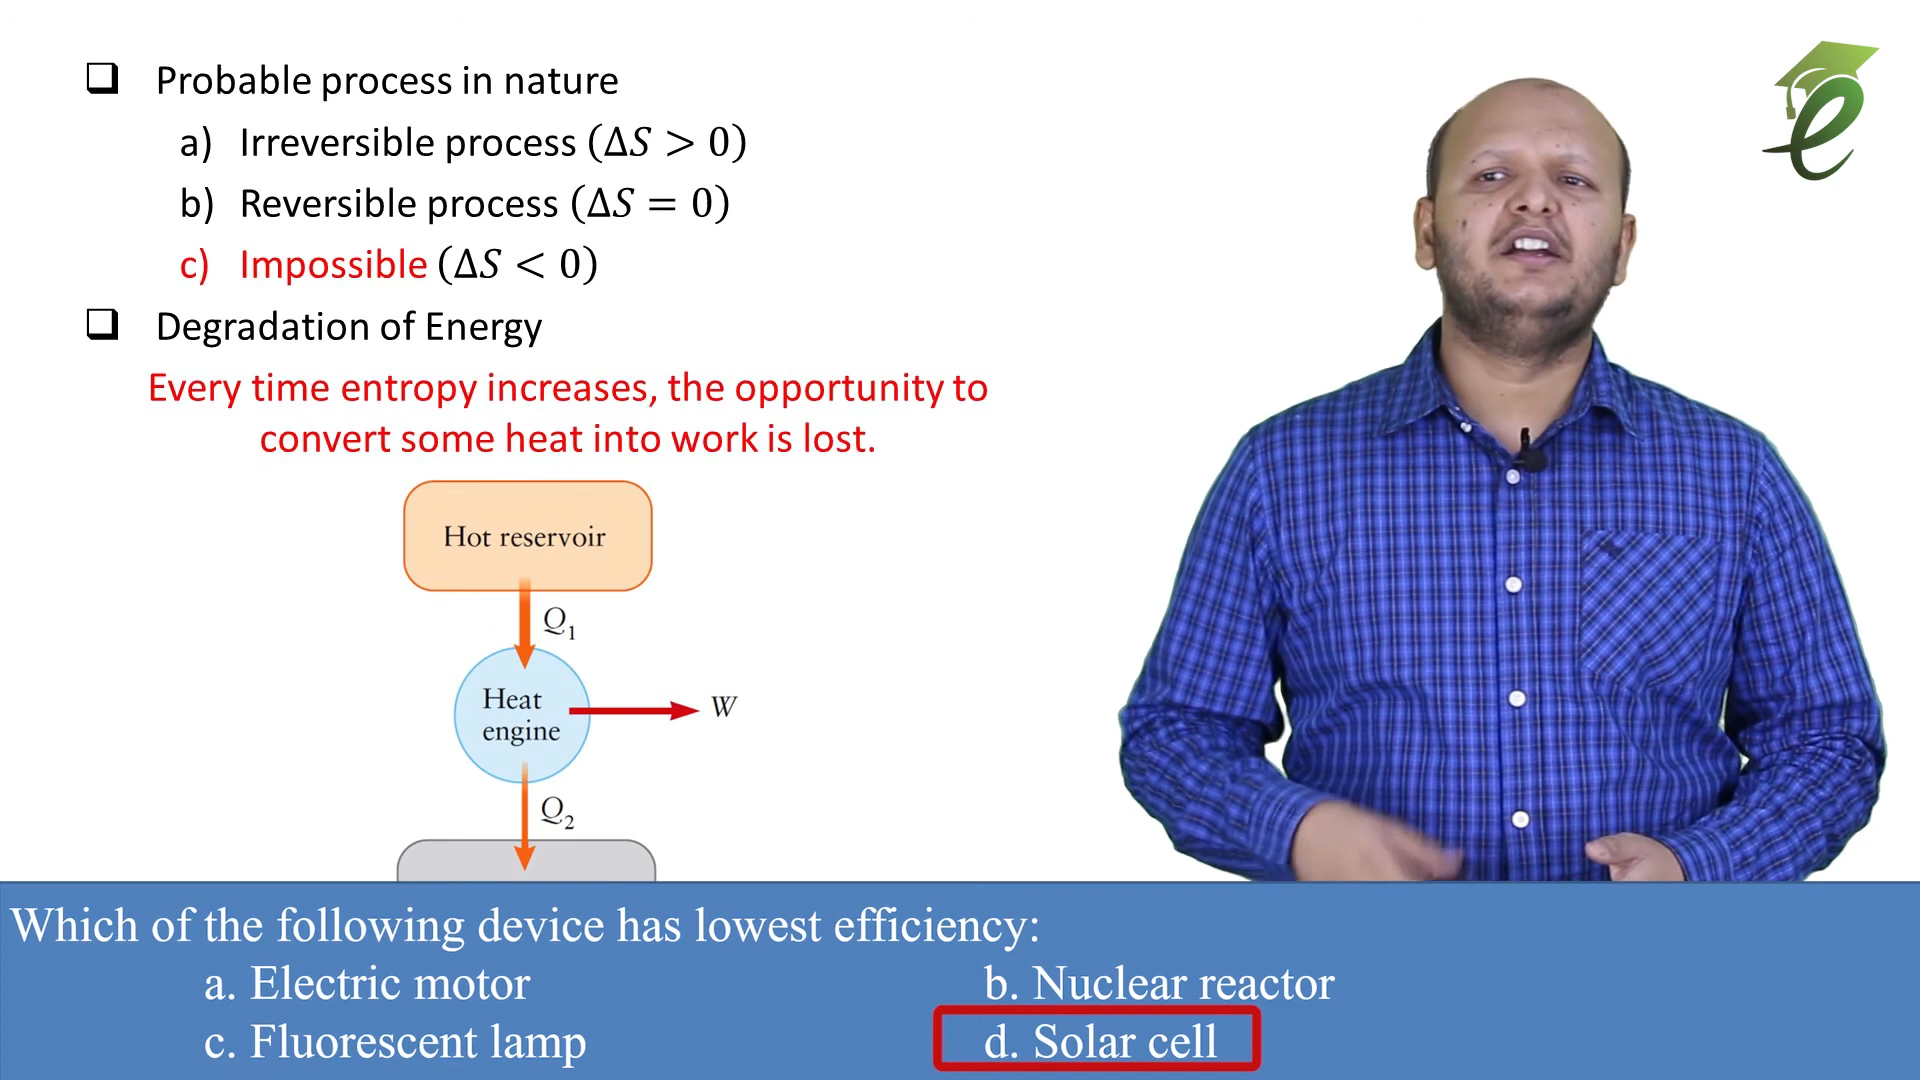 ❑ Probable process in nature
a) Irreversible process (ΔS > 0)
b) Reversible process (ΔS = 0)
c) Impossible (ΔS < 0)
❑ Degradation of Energy
Every time entropy increases, the opportunity to
convert some heat into work is lost.
Hot reservoir
Q₁
Heat
engine
W
Q₂
Which of the following device has lowest efficiency:
a. Electric motor
b. Nuclear reactor
c. Fluorescent lamp
d. Solar cell